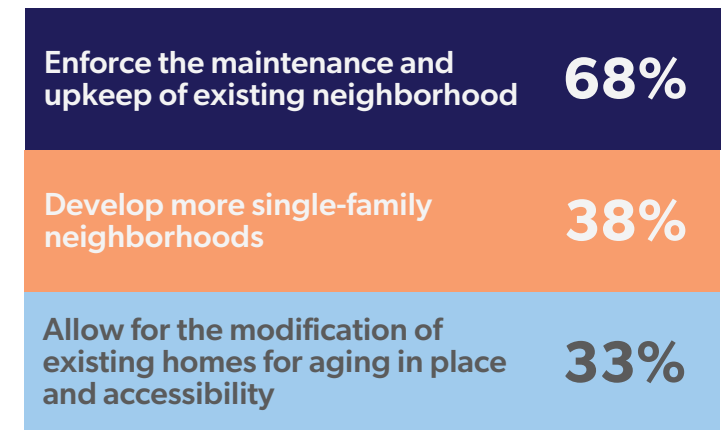 Enforce the maintenance and
upkeep of existing neighborhood
68%
Develop more single-family
neighborhoods
38%
Allow for the modification of
existing homes for aging in place
and accessibility
33%